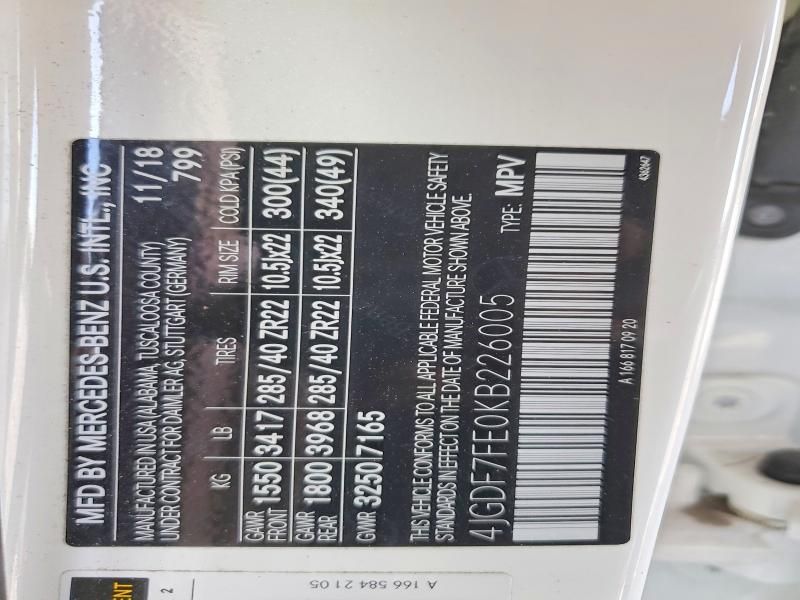 MFD BY MERCEDES-BENZ U.S. INTL., INC
MANUFACTURED IN USA (ALABAMA, TUSCALOOSA COUNTY) 11/18
UNDER CONTRACT FOR DAIMLER AG, STUTTGART (GERMANY) 799
KG LB TIRES RIM SIZE COLD KPA (PSI)
GAWR FRONT 1550 3417 285/40 ZR22 10.5Jx22 300(44)
GAWR REAR 1800 3968 285/40 ZR22 10.5Jx22 340(49)
GVWR 3250 7165
THIS VEHICLE CONFORMS TO ALL APPLICABLE FEDERAL MOTOR VEHICLE SAFETY
STANDARDS IN EFFECT ON THE DATE OF MANUFACTURE SHOWN ABOVE.
4JGDF7FE0KB226005 TYPE: MPV
A 166 817 09 20 4362647
2
A 166 584 21 05